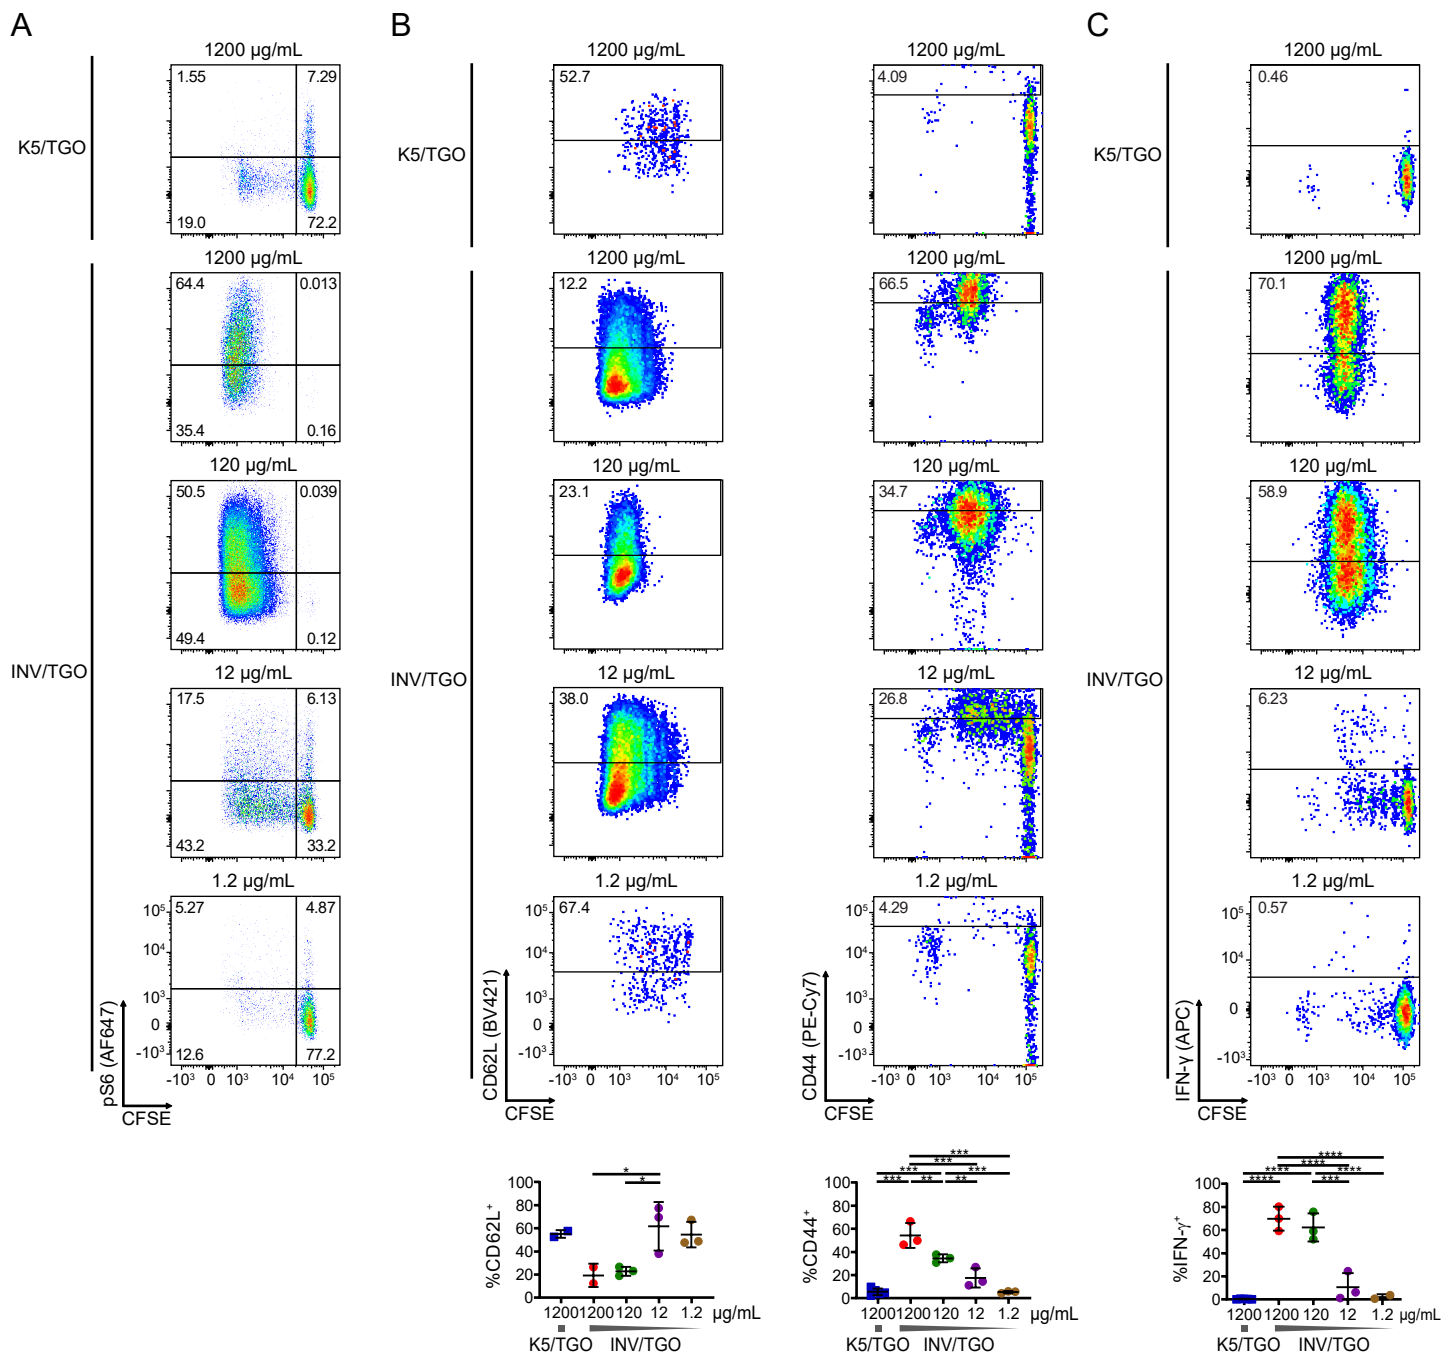 A
B
C
1200 µg/mL
1200 µg/mL
1200 µg/mL
K5/TGO
1.55
7.29
19.0
72.2
K5/TGO
52.7
4.09
K5/TGO
0.46
1200 µg/mL
1200 µg/mL
1200 µg/mL
1200 µg/mL
64.4
0.013
35.4
0.16
12.2
66.5
70.1
120 µg/mL
120 µg/mL
120 µg/mL
120 µg/mL
50.5
0.039
49.4
0.12
23.1
34.7
58.9
INV/TGO
INV/TGO
INV/TGO
12 µg/mL
12 µg/mL
12 µg/mL
12 µg/mL
17.5
6.13
43.2
33.2
38.0
26.8
6.23
1.2 µg/mL
1.2 µg/mL
1.2 µg/mL
1.2 µg/mL
5.27
4.87
12.6
77.2
67.4
4.29
0.57
10⁵
10⁴
10³
0
-10³
10⁵
10⁴
10³
0
-10³
10⁵
10⁴
10³
0
-10³
10⁵
10⁴
10³
0
-10³
-10³ 0 10³ 10⁴ 10⁵
-10³ 0 10³ 10⁴ 10⁵
-10³ 0 10³ 10⁴ 10⁵
-10³ 0 10³ 10⁴ 10⁵
pS6 (AF647)
CFSE
CD62L (BV421)
CFSE
CD44 (PE-Cy7)
CFSE
IFN-γ (APC)
CFSE
%CD62L⁺
100
80
60
40
20
0
*
*
1200 1200 120 12 1.2 µg/mL
K5/TGO INV/TGO
%CD44⁺
100
80
60
40
20
0
***
***
*** ***
*** ** **
1200 1200 120 12 1.2 µg/mL
K5/TGO INV/TGO
%IFN-γ⁺
100
80
60
40
20
0
****
****
**** ****
**** ***
1200 1200 120 12 1.2 µg/mL
K5/TGO INV/TGO